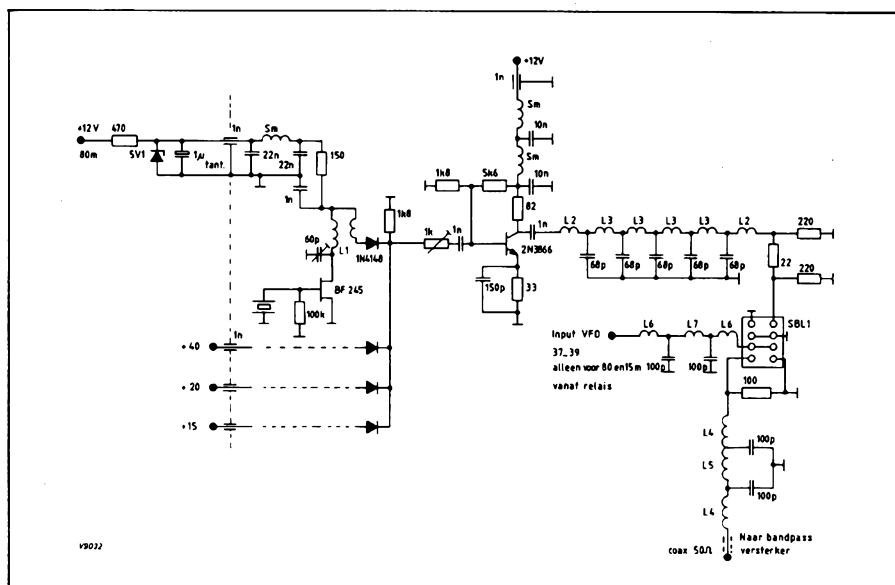 +12V
1n
Sm
10n
Sm
10n
82
1k8
5k6
+12V
80m
470
5V1
1µ
tant.
1n
Sm
22n
22n
150
1n
1k8
60p
L1
1N4148
1k
1n
1n
2N3866
150p
33
L2
L3
L3
L3
L3
L2
68p
68p
68p
68p
68p
220
22
220
BF 245
100k
SBL1
Input VFO
37_39
alleen voor 80 en 15m
vanaf relais
L6
L7
L6
100p
100p
100
1n
+40
+20
+15
L4
L5
L4
100p
100p
coax 50Ω
Naar bandpass
versterker
V9032